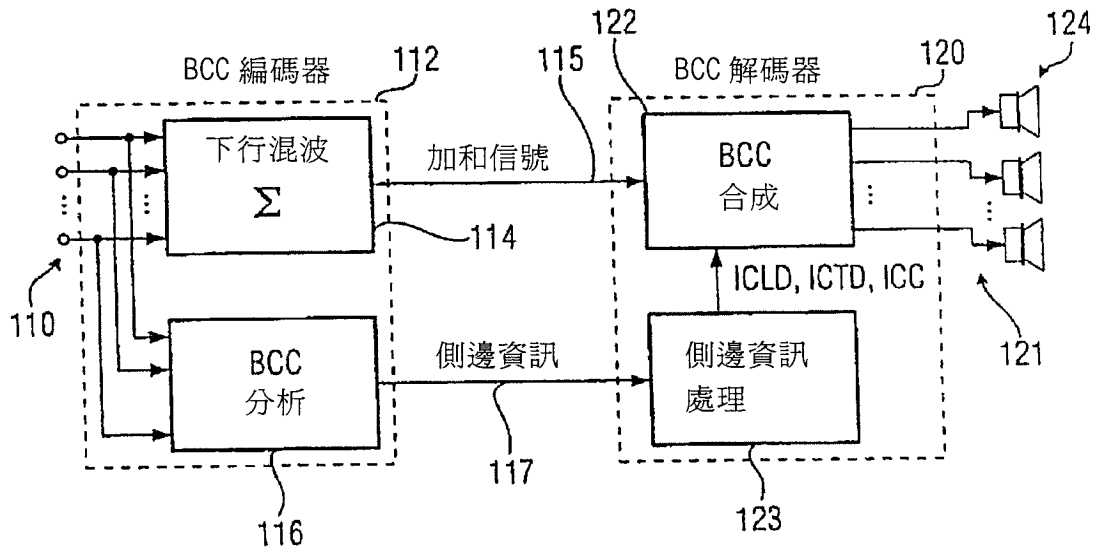 BCC 編碼器
112
115
BCC 解碼器
122
120
124
下行混波
Σ
加和信號
BCC
合成
114
110
ICLD, ICTD, ICC
121
BCC
分析
側邊資訊
側邊資訊
處理
117
116
123